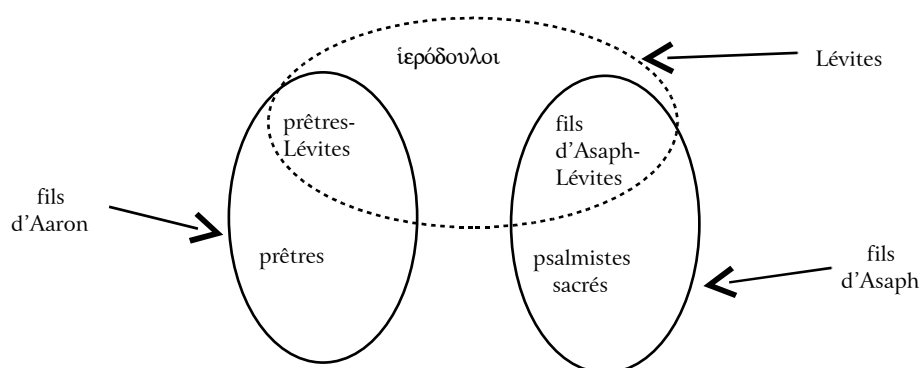 ἱερόδουλοι
Lévites
prêtres-
Lévites
fils
d'Asaph-
Lévites
fils
d'Aaron
prêtres
psalmistes
sacrés
fils
d'Asaph